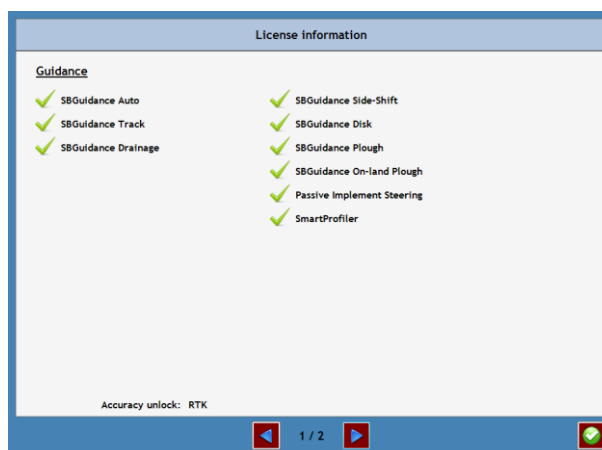 License information
Guidance
SBGuidance Auto
SBGuidance Track
SBGuidance Drainage
SBGuidance Side-Shift
SBGuidance Disk
SBGuidance Plough
SBGuidance On-land Plough
Passive Implement Steering
SmartProfiler
Accuracy unlock: RTK
1 / 2